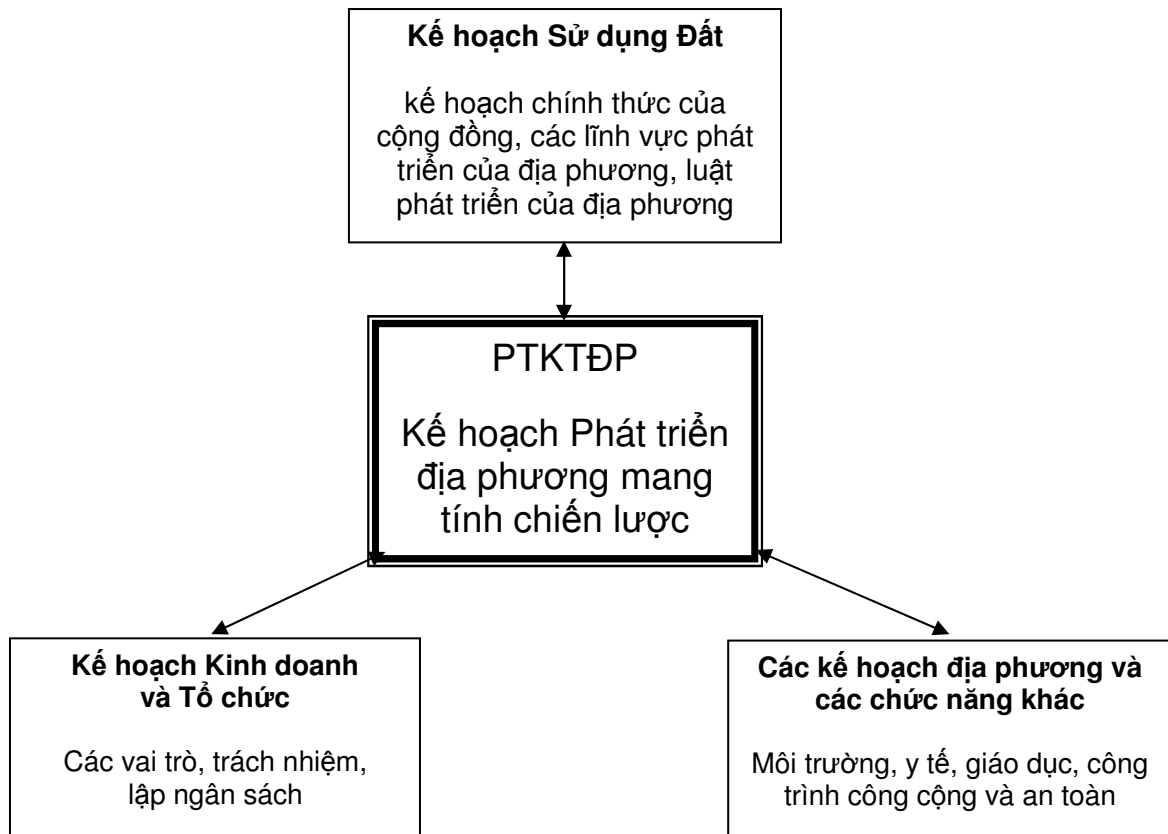 Kế hoạch Sử dụng Đất
kế hoạch chính thức của
cộng đồng, các lĩnh vực phát
triển của địa phương, luật
phát triển của địa phương
PTKTĐP
Kế hoạch Phát triển
địa phương mang
tính chiến lược
Kế hoạch Kinh doanh
và Tổ chức
Các vai trò, trách nhiệm,
lập ngân sách
Các kế hoạch địa phương và
các chức năng khác
Môi trường, y tế, giáo dục, công
trình công cộng và an toàn